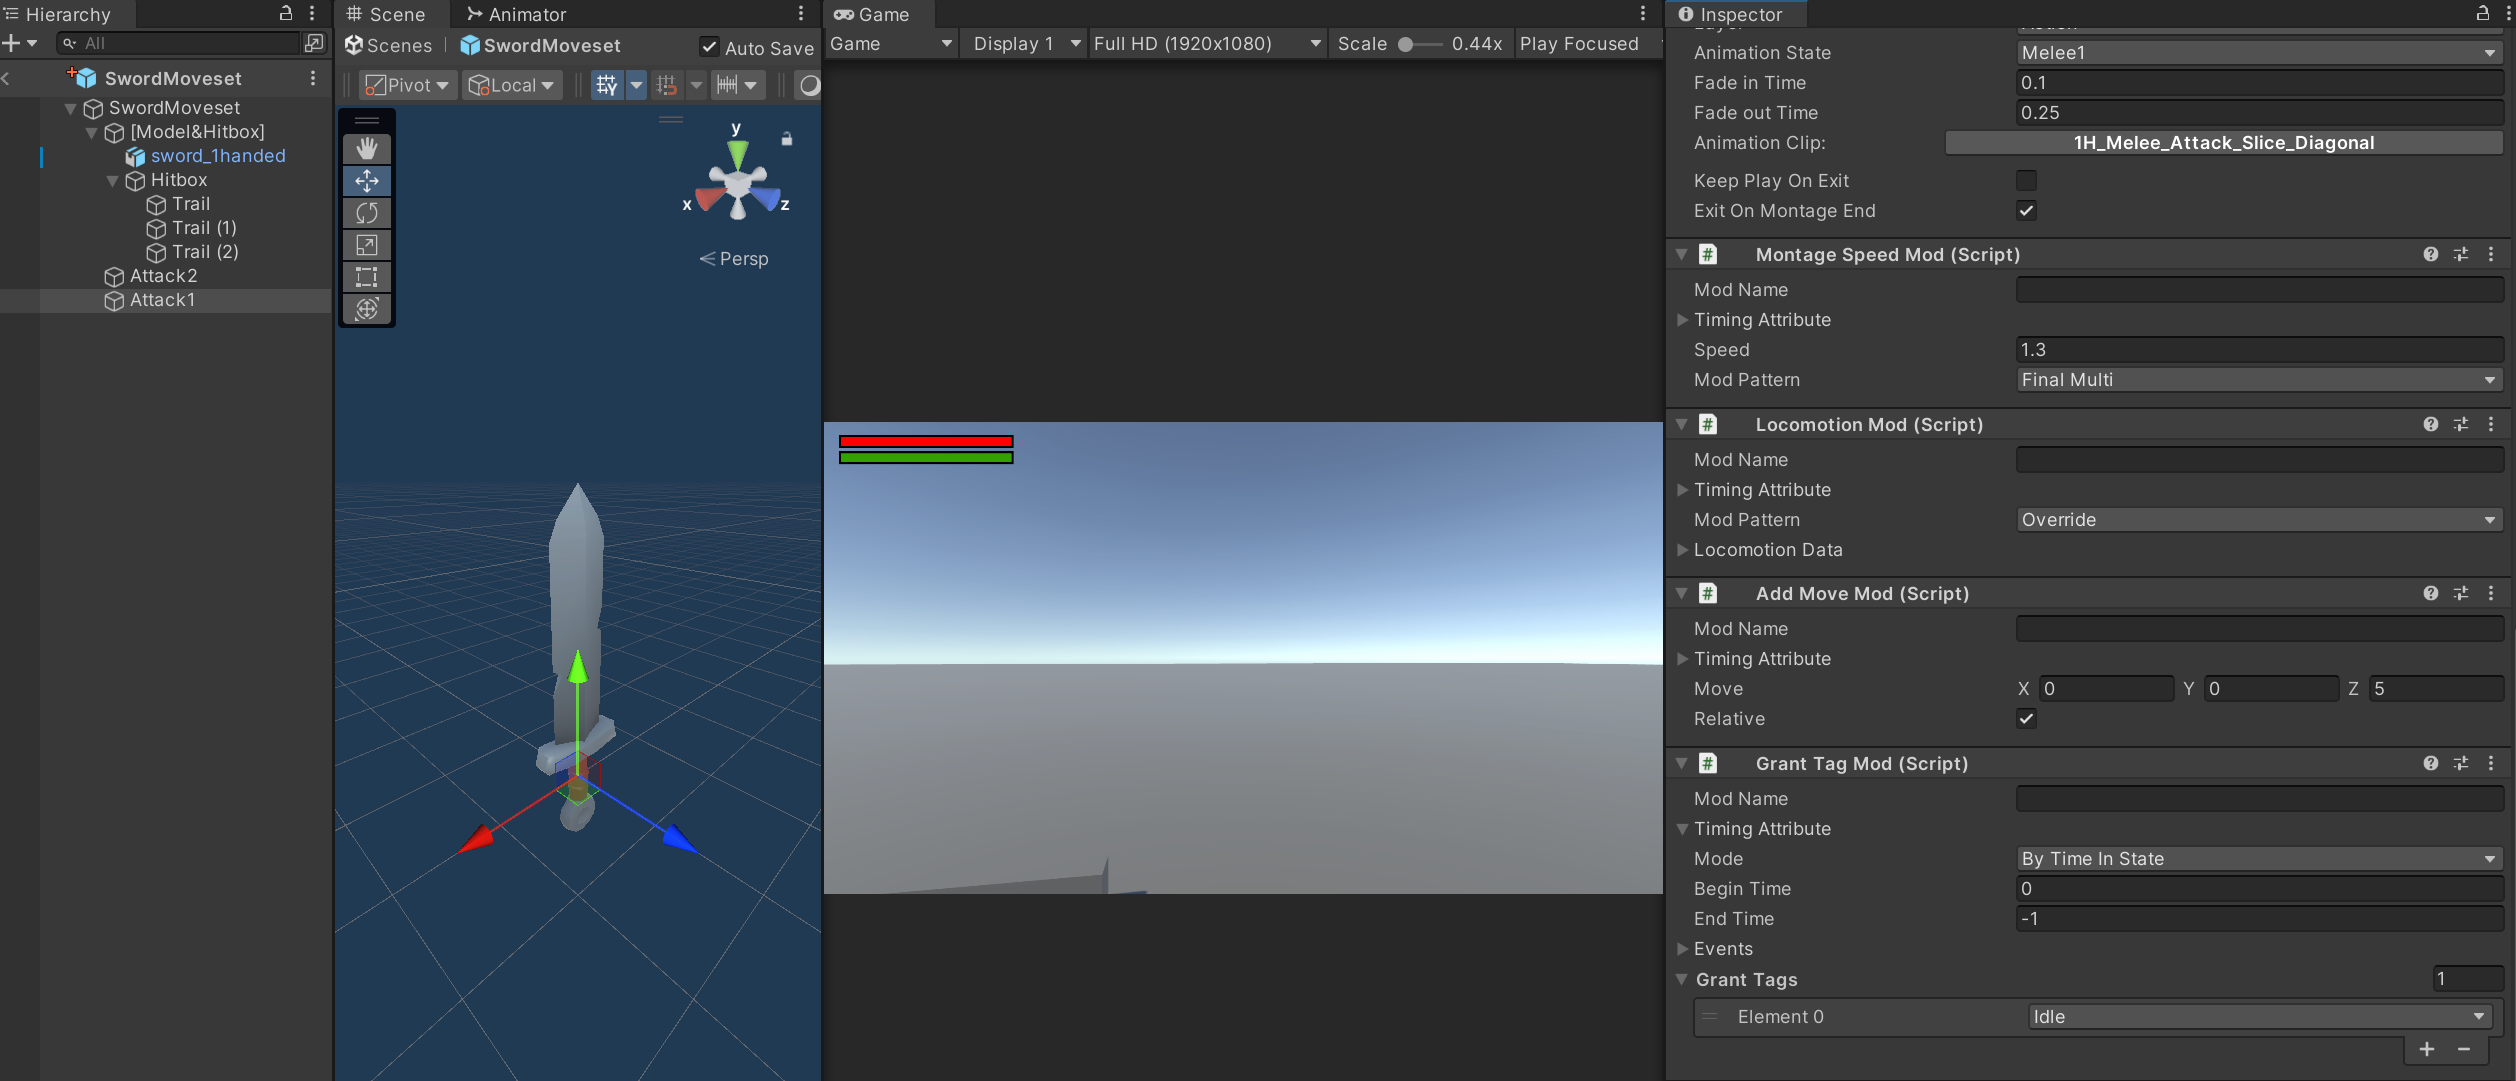 Hierarchy
All
SwordMoveset
SwordMoveset
[Model&Hitbox]
sword_1handed
Hitbox
Trail
Trail (1)
Trail (2)
Attack2
Attack1
Scene
Animator
Scenes
SwordMoveset
Auto Save
Pivot
Local
y
x
z
Persp
Game
Game
Display 1
Full HD (1920x1080)
Scale
0.44x
Play Focused
Inspector
Animation State
Melee1
Fade in Time
0.1
Fade out Time
0.25
Animation Clip:
1H_Melee_Attack_Slice_Diagonal
Keep Play On Exit
Exit On Montage End
Montage Speed Mod (Script)
Mod Name
Timing Attribute
Speed
1.3
Mod Pattern
Final Multi
Locomotion Mod (Script)
Mod Name
Timing Attribute
Mod Pattern
Override
Locomotion Data
Add Move Mod (Script)
Mod Name
Timing Attribute
Move
X 0
Y 0
Z 5
Relative
Grant Tag Mod (Script)
Mod Name
Timing Attribute
Mode
By Time In State
Begin Time
0
End Time
-1
Events
Grant Tags
1
Element 0
Idle